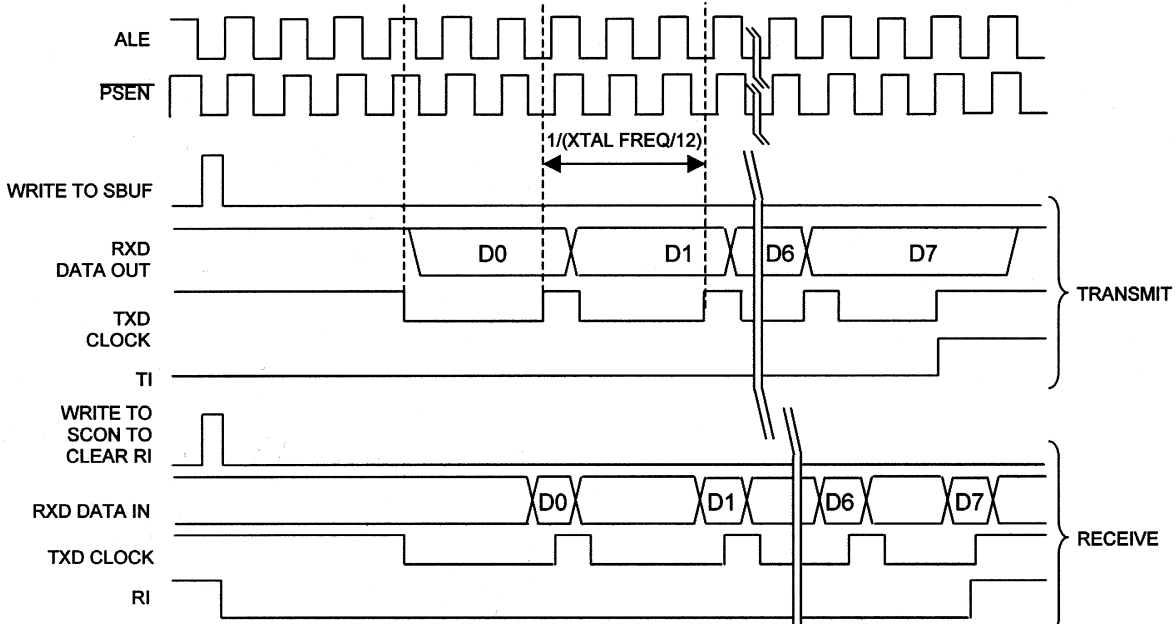 ALE
PSEN
1/(XTAL FREQ/12)
WRITE TO SBUF
RXD
DATA OUT
D0
D1
D6
D7
TXD
CLOCK
TI
TRANSMIT
WRITE TO
SCON TO
CLEAR RI
RXD DATA IN
D0
D1
D6
D7
TXD CLOCK
RI
RECEIVE